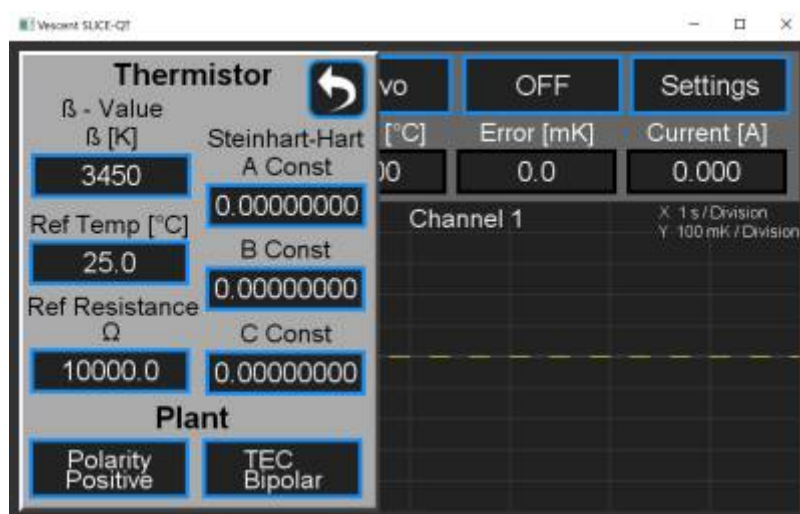 Vescent SLICE-QT
Thermistor
ß - Value
ß [K]
3450
Ref Temp [°C]
25.0
Ref Resistance
Ω
10000.0
Steinhart-Hart
A Const
0.00000000
B Const
0.00000000
C Const
0.00000000
Plant
Polarity
Positive
TEC
Bipolar
vo
OFF
Settings
[°C]
Error [mK]
Current [A]
00
0.0
0.000
Channel 1
X 1 s / Division
Y 100 mK / Division